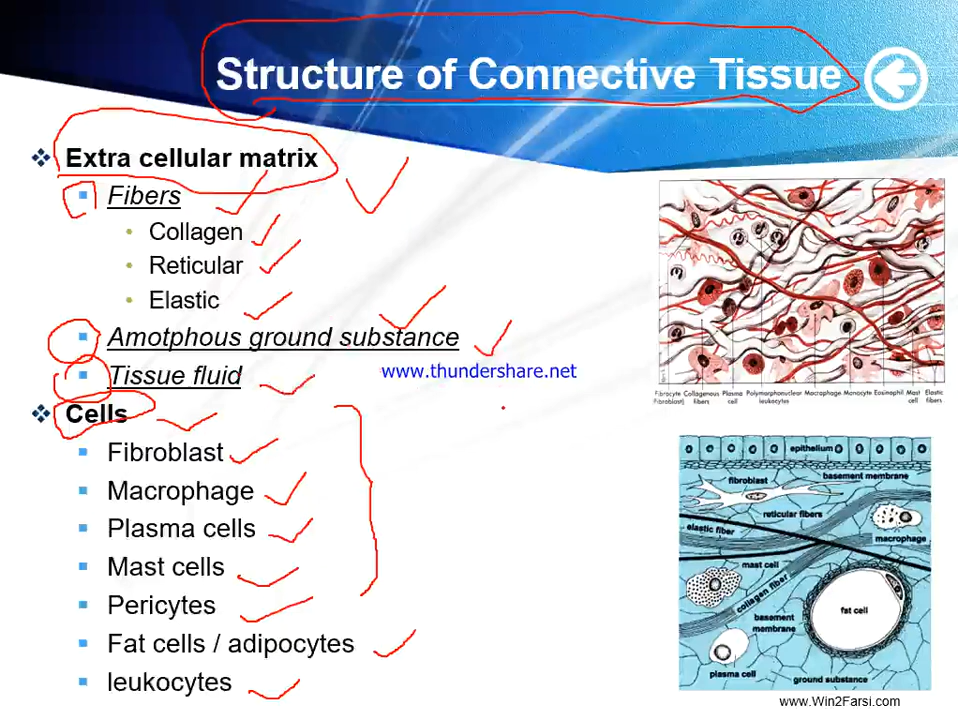 Structure of Connective Tissue
Extra cellular matrix
Fibers
Collagen
Reticular
Elastic
Amotphous ground substance
Tissue fluid
www.thundershare.net
Cells
Fibroblast
Macrophage
Plasma cells
Mast cells
Pericytes
Fat cells / adipocytes
leukocytes
Fibrocyte Collagenous Plasma Polymorphonuclear Macrophage Monocyte Eosinophil Mast Elastic
(Fibroblast) fibers cell leukocytes cell fibers
epithelium
basement membrane
fibroblast
reticular fibers
elastic fiber
macrophage
mast cell
collagen fiber
fat cell
basement
membrane
plasma cell
ground substance
www.Win2Farsi.com